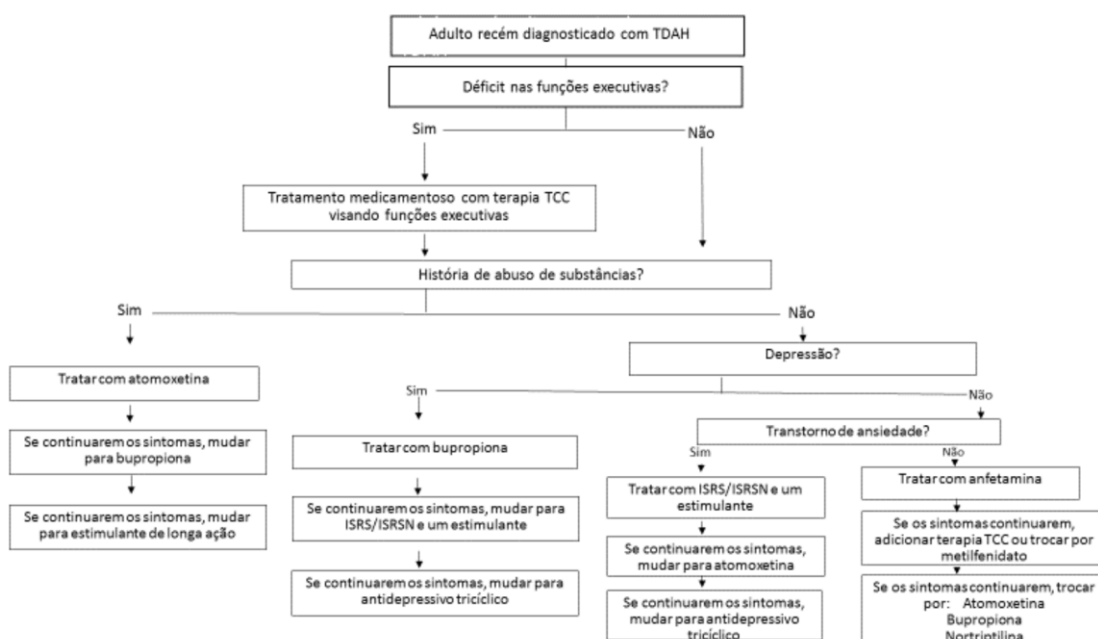 Adulto recém diagnosticado com TDAH
Déficit nas funções executivas?
Sim
Não
Tratamento medicamentoso com terapia TCC
visando funções executivas
História de abuso de substâncias?
Sim
Não
Depressão?
Tratar com atomoxetina
Sim
Não
Se continuarem os sintomas, mudar
para bupropiona
Se continuarem os sintomas, mudar
para estimulante de longa ação
Tratar com bupropiona
Se continuarem os sintomas, mudar para
ISRS/ISRSN e um estimulante
Se continuarem os sintomas, mudar para
antidepressivo tricíclico
Transtorno de ansiedade?
Sim
Não
Tratar com ISRS/ISRSN e um
estimulante
Se continuarem os sintomas,
mudar para atomoxetina
Se continuarem os sintomas,
mudar para antidepressivo
tricíclico
Tratar com anfetamina
Se os sintomas continuarem,
adicionar terapia TCC ou trocar por
metilfenidato
Se os sintomas continuarem, trocar
por: Atomoxetina
Bupropiona
Nortriptilina